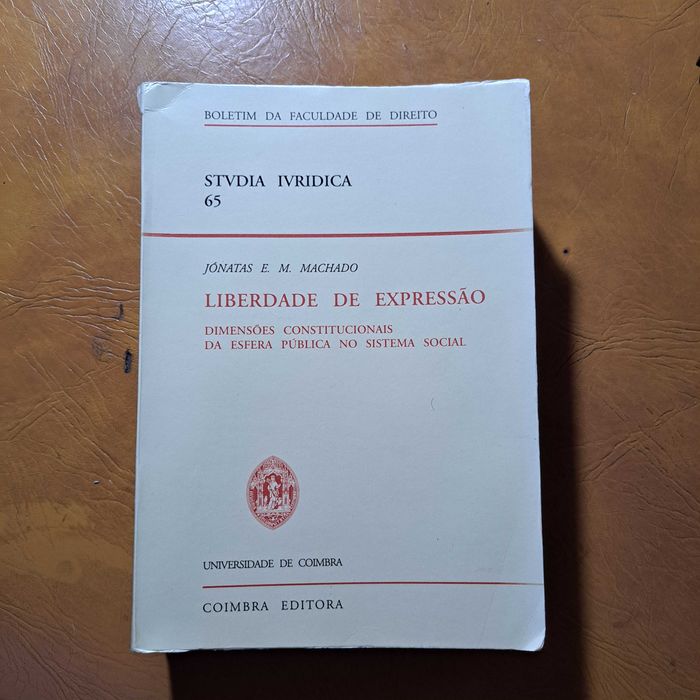 BOLETIM DA FACULDADE DE DIREITO
STVDIA IVRIDICA
65
JÓNATAS E. M. MACHADO
LIBERDADE DE EXPRESSÃO
DIMENSÕES CONSTITUCIONAIS
DA ESFERA PÚBLICA NO SISTEMA SOCIAL
UNIVERSIDADE DE COIMBRA
COIMBRA EDITORA